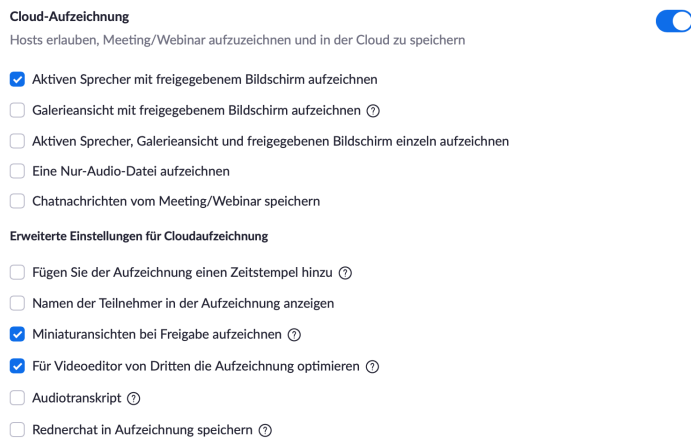 Cloud-Aufzeichnung
Hosts erlauben, Meeting/Webinar aufzuzeichnen und in der Cloud zu speichern
Aktiven Sprecher mit freigegebenem Bildschirm aufzeichnen
Galerieansicht mit freigegebenem Bildschirm aufzeichnen ?
Aktiven Sprecher, Galerieansicht und freigegebenen Bildschirm einzeln aufzeichnen
Eine Nur-Audio-Datei aufzeichnen
Chatnachrichten vom Meeting/Webinar speichern
Erweiterte Einstellungen für Cloudaufzeichnung
Fügen Sie der Aufzeichnung einen Zeitstempel hinzu ?
Namen der Teilnehmer in der Aufzeichnung anzeigen
Miniaturansichten bei Freigabe aufzeichnen ?
Für Videoeditor von Dritten die Aufzeichnung optimieren ?
Audiotranskript ?
Rednerchat in Aufzeichnung speichern ?